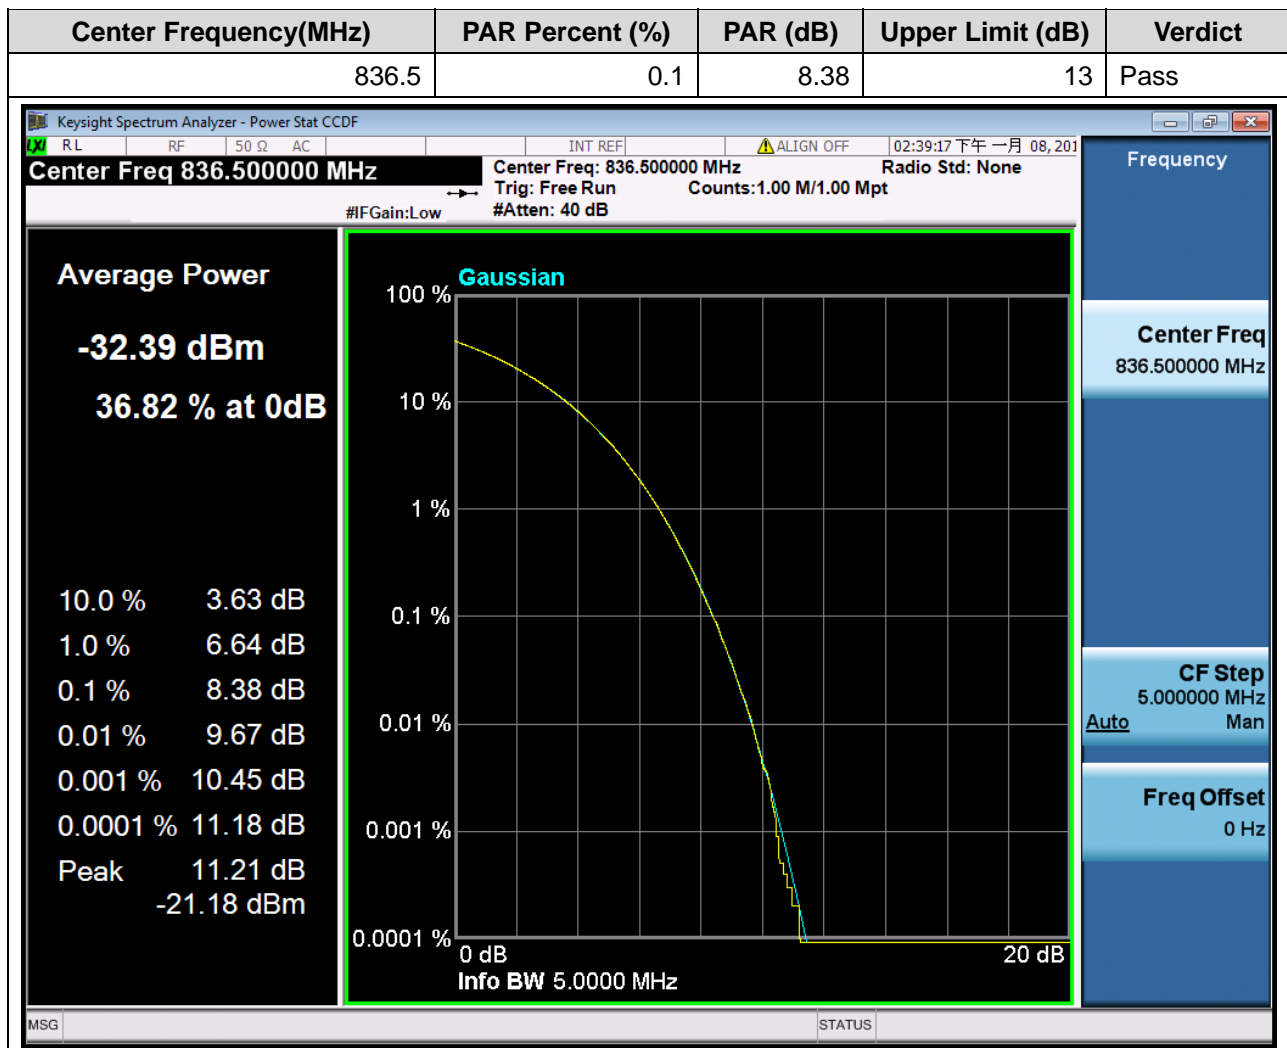 Center Frequency(MHz) PAR Percent (%) PAR (dB) Upper Limit (dB) Verdict
836.5 0.1 8.38 13 Pass
Keysight Spectrum Analyzer - Power Stat CCDF
LXI RL RF 50 Ω AC INT REF ALIGN OFF 02:39:17 下午 一月 08, 201
Center Freq 836.500000 MHz
Center Freq: 836.500000 MHz Radio Std: None
Trig: Free Run Counts:1.00 M/1.00 Mpt
#IFGain:Low #Atten: 40 dB
Average Power
-32.39 dBm
36.82 % at 0dB
10.0 % 3.63 dB
1.0 % 6.64 dB
0.1 % 8.38 dB
0.01 % 9.67 dB
0.001 % 10.45 dB
0.0001 % 11.18 dB
Peak 11.21 dB
-21.18 dBm
Gaussian
100 %
10 %
1 %
0.1 %
0.01 %
0.001 %
0.0001 %
0 dB 20 dB
Info BW 5.0000 MHz
Frequency
Center Freq
836.500000 MHz
CF Step
5.000000 MHz
Auto Man
Freq Offset
0 Hz
MSG STATUS